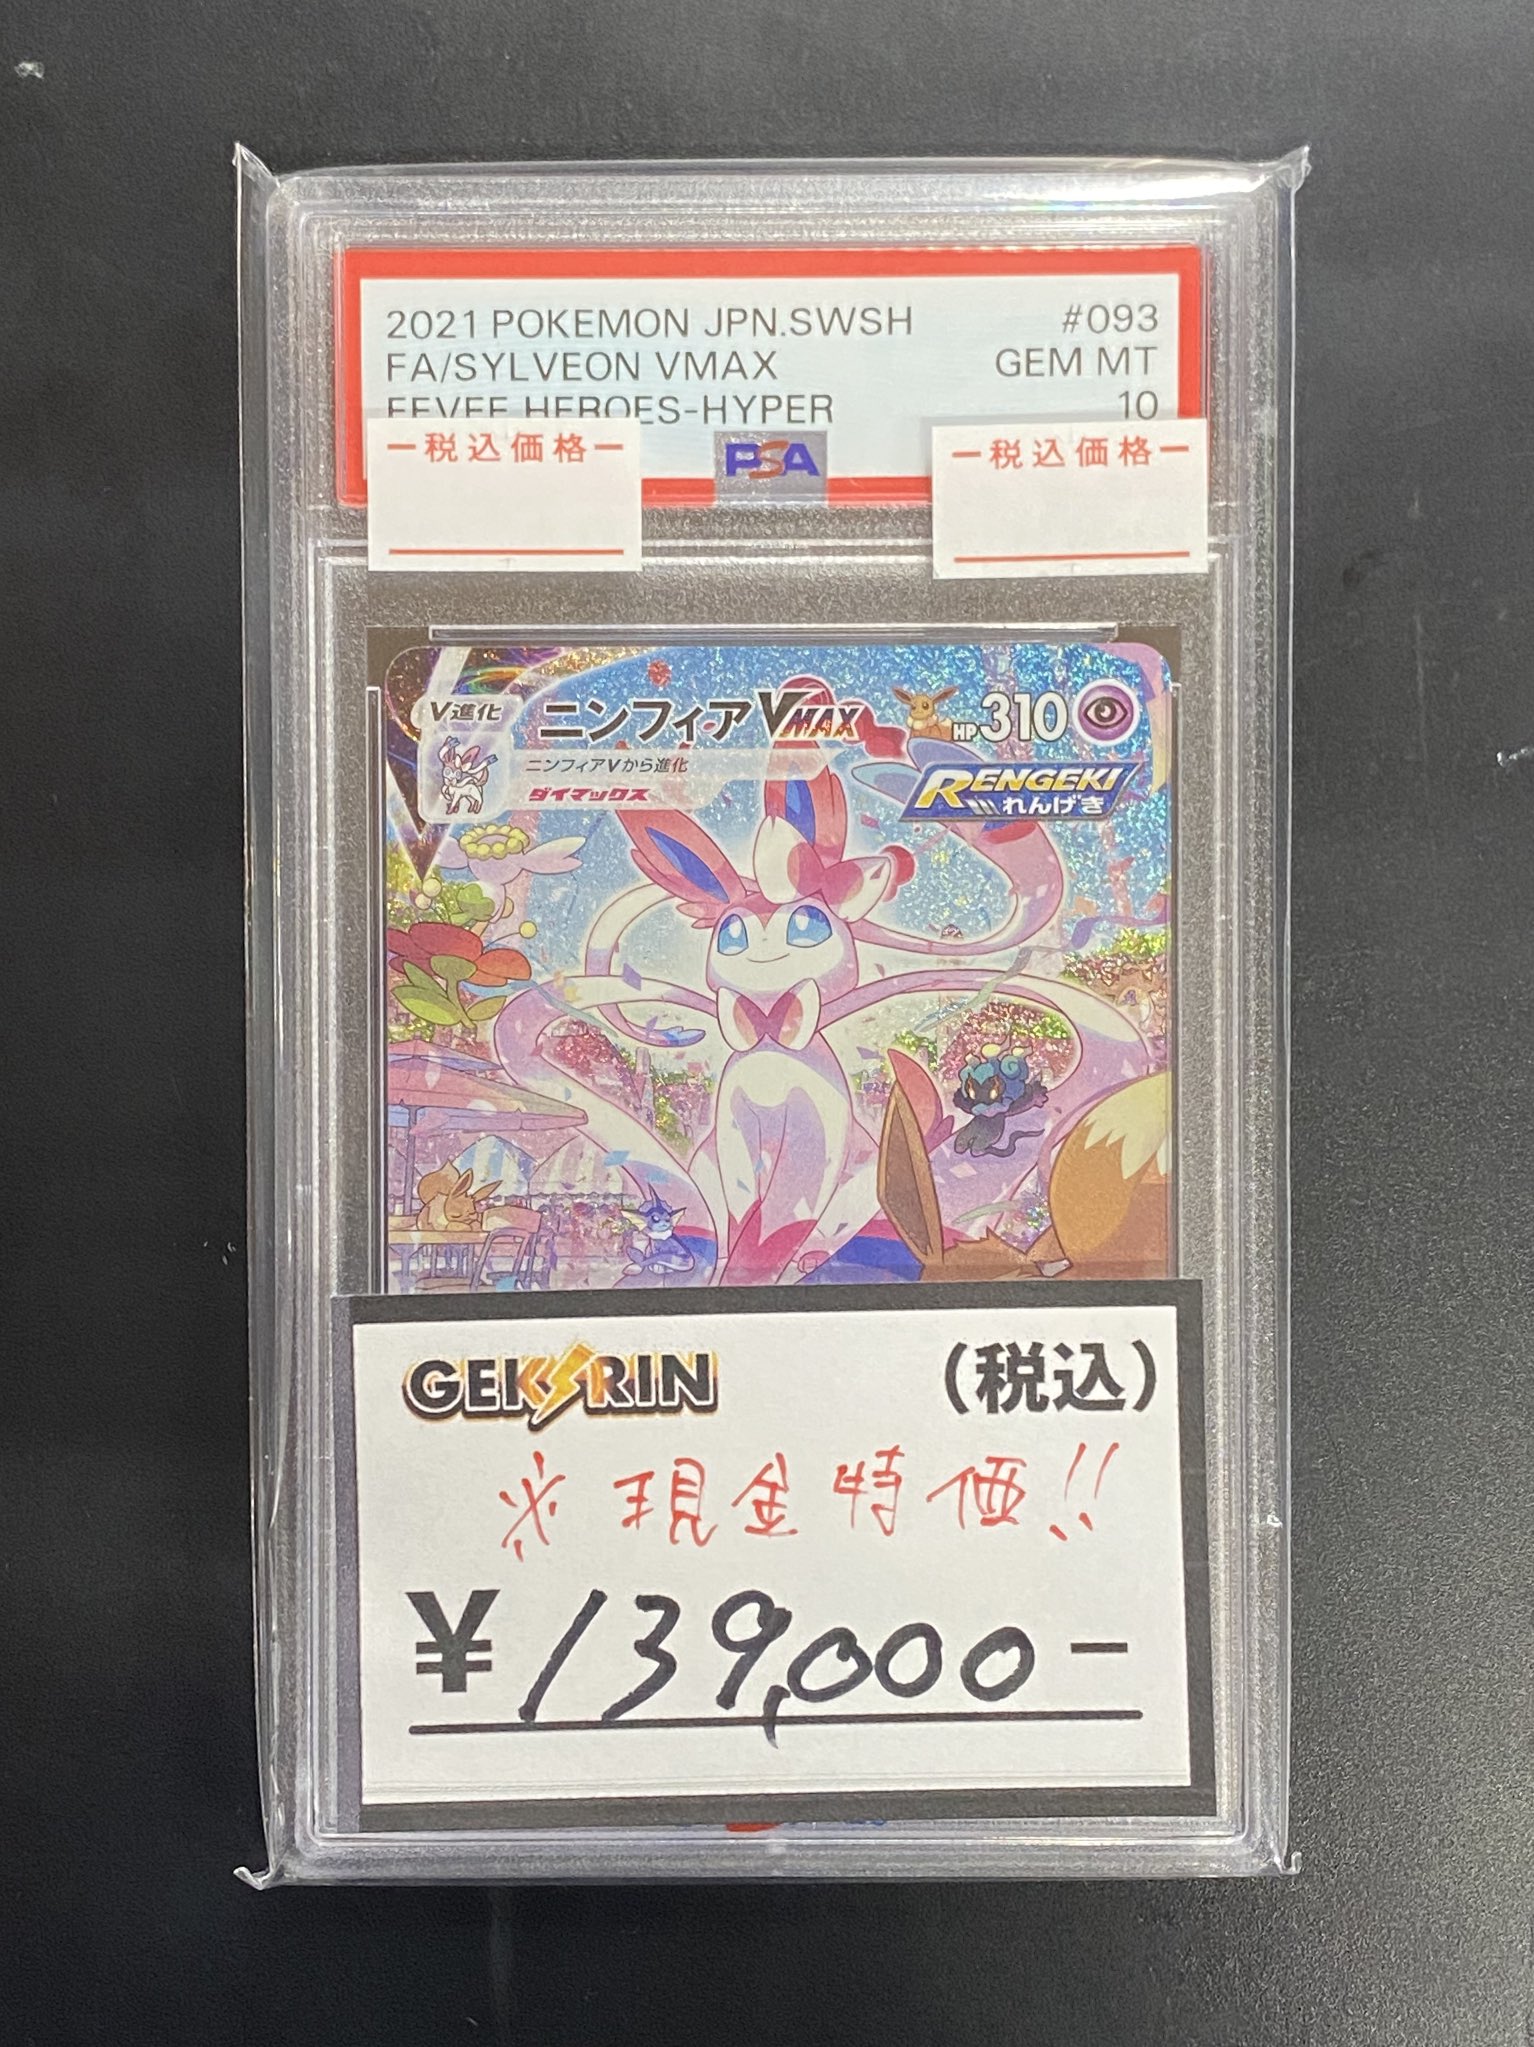 2021 POKEMON JPN.SWSH #093
FA/SYLVEON VMAX GEM MT
EEVEE HEROES-HYPER 10
ー税込価格ー
PSA
ー税込価格ー
V進化
ニンフィアVMAX
HP310
ニンフィアVから進化
ダイマックス
RENGEKI
れんげき
GEKIRIN
(税込)
※現金特価!!
¥139,000-